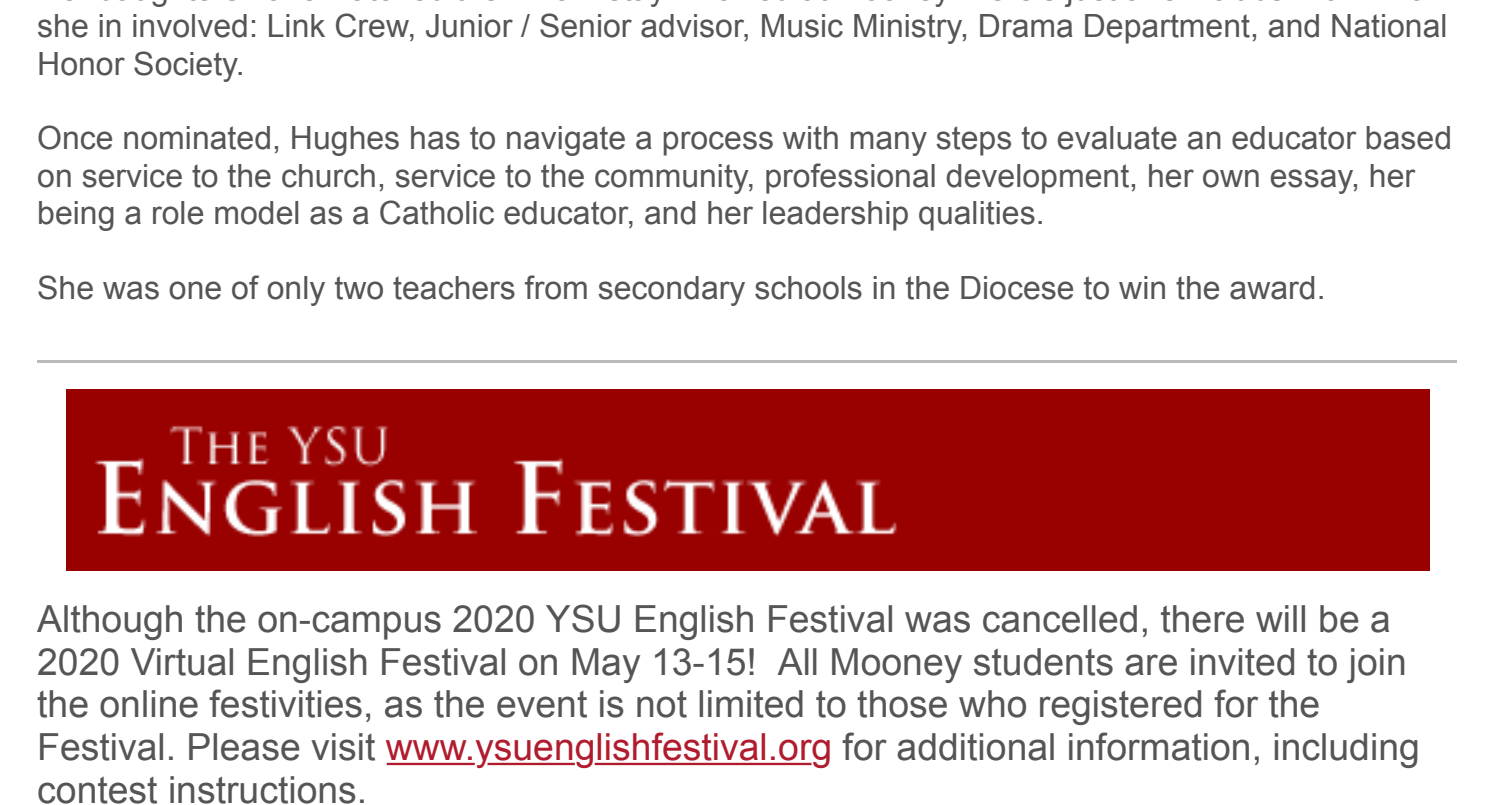 she in involved: Link Crew, Junior / Senior advisor, Music Ministry, Drama Department, and National
Honor Society.
Once nominated, Hughes has to navigate a process with many steps to evaluate an educator based
on service to the church, service to the community, professional development, her own essay, her
being a role model as a Catholic educator, and her leadership qualities.
She was one of only two teachers from secondary schools in the Diocese to win the award.
THE YSU
ENGLISH FESTIVAL
Although the on-campus 2020 YSU English Festival was cancelled, there will be a
2020 Virtual English Festival on May 13-15!  All Mooney students are invited to join
the online festivities, as the event is not limited to those who registered for the
Festival. Please visit www.ysuenglishfestival.org for additional information, including
contest instructions.